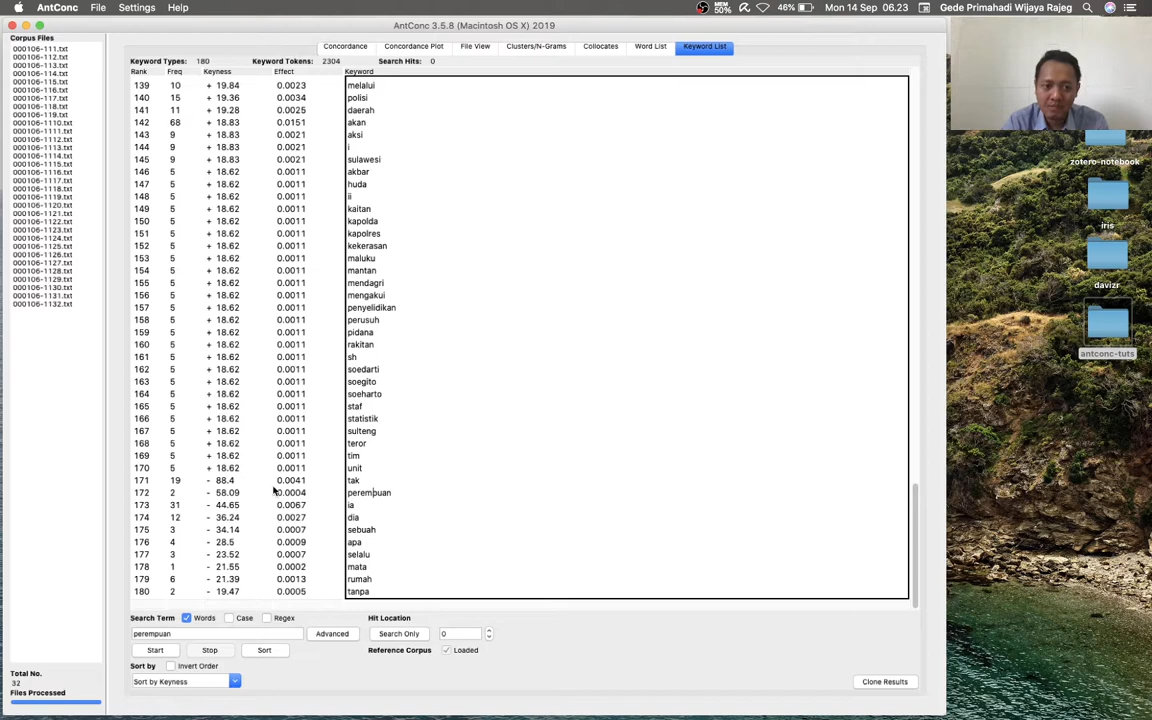 AntConc File Settings Help MEM 50% 46% Mon 14 Sep 06.23 Gede Primahadi Wijaya Rajeg
AntConc 3.5.8 (Macintosh OS X) 2019
Corpus Files
000106-111.txt
000106-112.txt
000106-113.txt
000106-114.txt
000106-115.txt
000106-116.txt
000106-117.txt
000106-118.txt
000106-119.txt
000106-1110.txt
000106-1111.txt
000106-1112.txt
000106-1113.txt
000106-1114.txt
000106-1115.txt
000106-1116.txt
000106-1117.txt
000106-1118.txt
000106-1119.txt
000106-1120.txt
000106-1121.txt
000106-1122.txt
000106-1123.txt
000106-1124.txt
000106-1125.txt
000106-1126.txt
000106-1127.txt
000106-1128.txt
000106-1129.txt
000106-1130.txt
000106-1131.txt
000106-1132.txt
Total No.
32
Files Processed
Concordance Concordance Plot File View Clusters/N-Grams Collocates Word List Keyword List
Keyword Types: 180 Keyword Tokens: 2304 Search Hits: 0
Rank Freq Keyness Effect Keyword
139 10 + 19.84 0.0023 melalui
140 15 + 19.36 0.0034 polisi
141 11 + 19.28 0.0025 daerah
142 68 + 18.83 0.0151 akan
143 9 + 18.83 0.0021 aksi
144 9 + 18.83 0.0021 i
145 9 + 18.83 0.0021 sulawesi
146 5 + 18.62 0.0011 akbar
147 5 + 18.62 0.0011 huda
148 5 + 18.62 0.0011 ii
149 5 + 18.62 0.0011 kaitan
150 5 + 18.62 0.0011 kapolda
151 5 + 18.62 0.0011 kapolres
152 5 + 18.62 0.0011 kekerasan
153 5 + 18.62 0.0011 maluku
154 5 + 18.62 0.0011 mantan
155 5 + 18.62 0.0011 mendagri
156 5 + 18.62 0.0011 mengakui
157 5 + 18.62 0.0011 penyelidikan
158 5 + 18.62 0.0011 perusuh
159 5 + 18.62 0.0011 pidana
160 5 + 18.62 0.0011 rakitan
161 5 + 18.62 0.0011 sh
162 5 + 18.62 0.0011 soedarti
163 5 + 18.62 0.0011 soegito
164 5 + 18.62 0.0011 soeharto
165 5 + 18.62 0.0011 staf
166 5 + 18.62 0.0011 statistik
167 5 + 18.62 0.0011 sulteng
168 5 + 18.62 0.0011 teror
169 5 + 18.62 0.0011 tim
170 5 + 18.62 0.0011 unit
171 19 - 88.4 0.0041 tak
172 2 - 58.09 0.0004 perempuan
173 31 - 44.65 0.0067 ia
174 12 - 36.24 0.0027 dia
175 3 - 34.14 0.0007 sebuah
176 4 - 28.5 0.0009 apa
177 3 - 23.52 0.0007 selalu
178 1 - 21.55 0.0002 mata
179 6 - 21.39 0.0013 rumah
180 2 - 19.47 0.0005 tanpa
Search Term Words Case Regex Hit Location
perempuan Advanced Search Only 0
Start Stop Sort Reference Corpus Loaded
Sort by Invert Order
Sort by Keyness Clone Results
zotero-notebook
iris
davizr
antconc-tuts